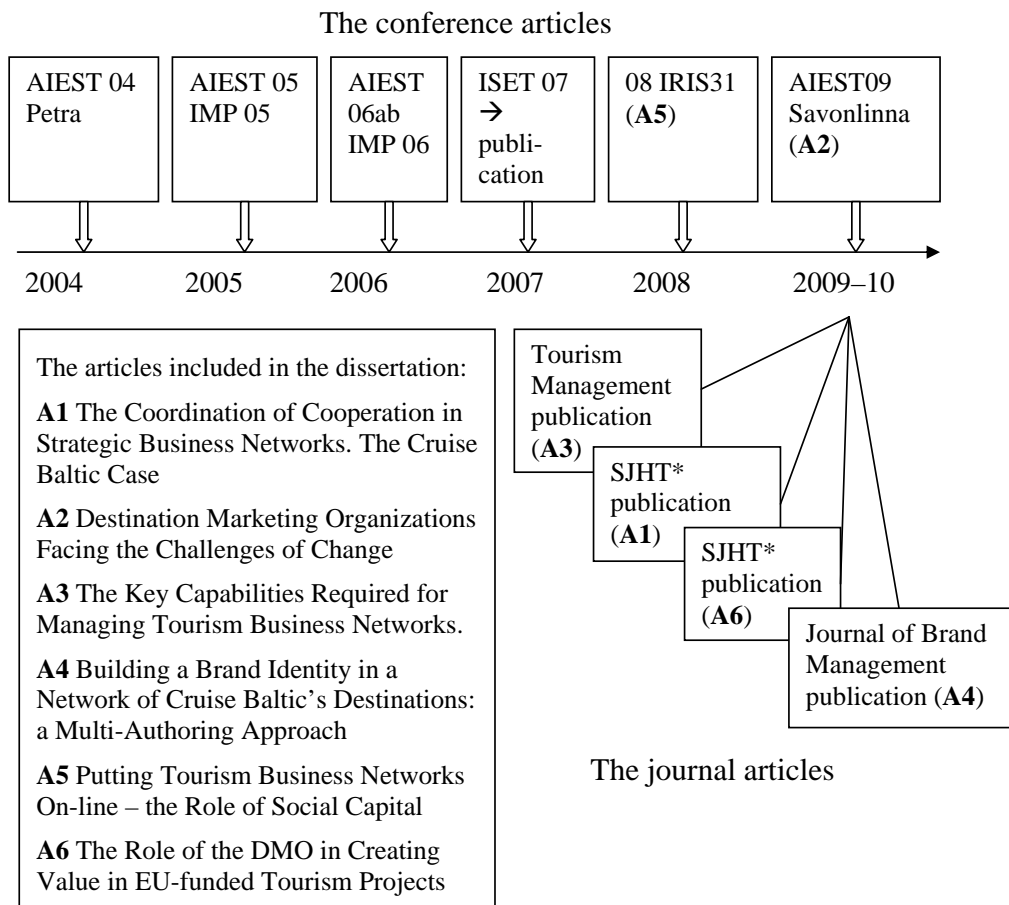 The conference articles
AIEST 04
Petra
AIEST 05
IMP 05
AIEST
06ab
IMP 06
ISET 07
→
publi-
cation
08 IRIS31
(A5)
AIEST09
Savonlinna
(A2)
2004
2005
2006
2007
2008
2009–10
The articles included in the dissertation:
A1 The Coordination of Cooperation in
Strategic Business Networks. The Cruise
Baltic Case
A2 Destination Marketing Organizations
Facing the Challenges of Change
A3 The Key Capabilities Required for
Managing Tourism Business Networks.
A4 Building a Brand Identity in a
Network of Cruise Baltic’s Destinations:
a Multi-Authoring Approach
A5 Putting Tourism Business Networks
On-line – the Role of Social Capital
A6 The Role of the DMO in Creating
Value in EU-funded Tourism Projects
Tourism
Management
publication
(A3)
SJHT*
publication
(A1)
SJHT*
publication
(A6)
Journal of Brand
Management
publication (A4)
The journal articles